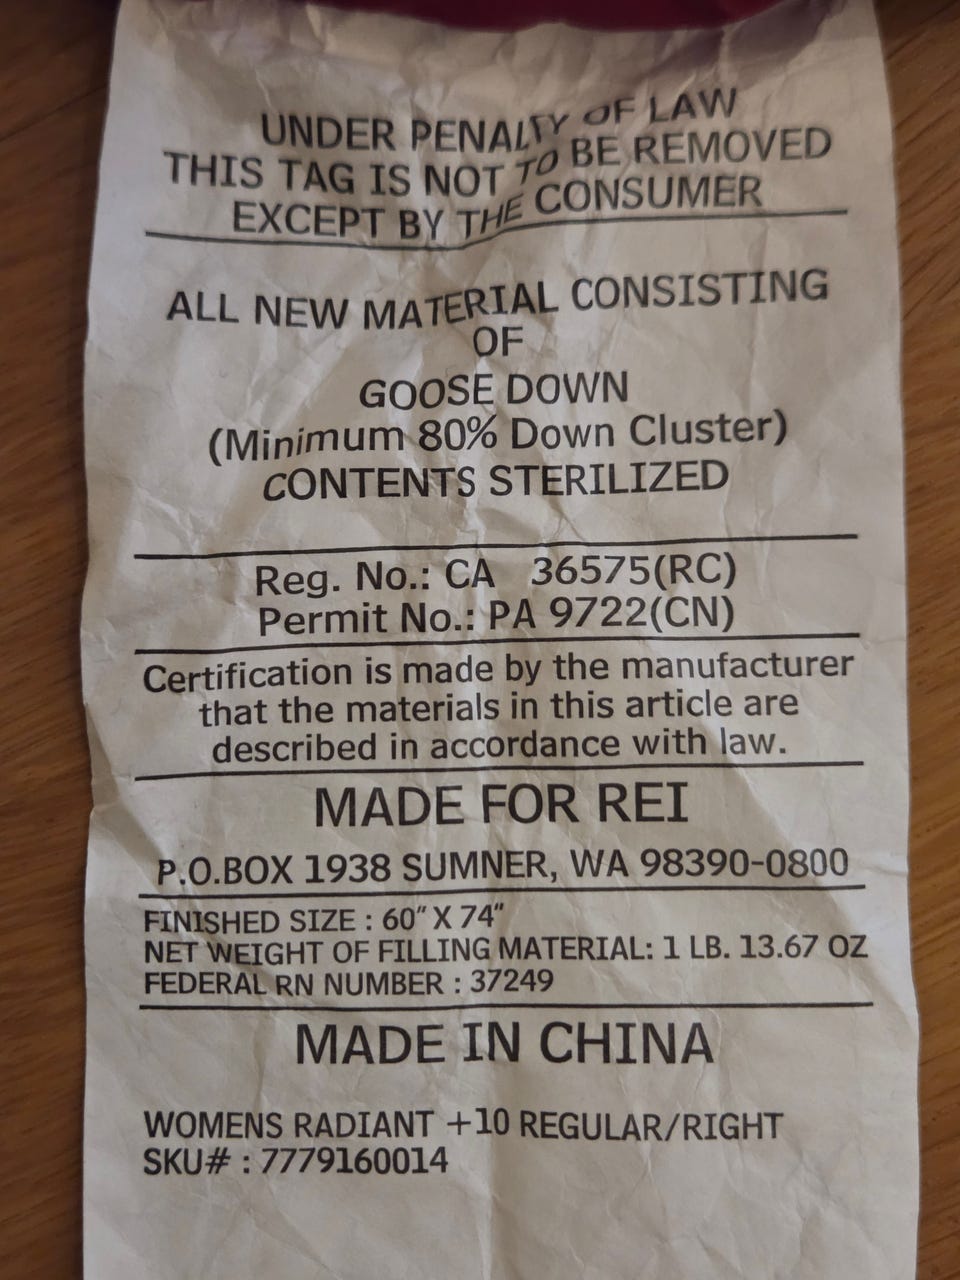 UNDER PENALTY OF LAW
THIS TAG IS NOT TO BE REMOVED
EXCEPT BY THE CONSUMER
ALL NEW MATERIAL CONSISTING
OF
GOOSE DOWN
(Minimum 80% Down Cluster)
CONTENTS STERILIZED
Reg. No.: CA 36575(RC)
Permit No.: PA 9722(CN)
Certification is made by the manufacturer
that the materials in this article are
described in accordance with law.
MADE FOR REI
P.O.BOX 1938 SUMNER, WA 98390-0800
FINISHED SIZE : 60" X 74"
NET WEIGHT OF FILLING MATERIAL: 1 LB. 13.67 OZ
FEDERAL RN NUMBER : 37249
MADE IN CHINA
WOMENS RADIANT +10 REGULAR/RIGHT
SKU# : 7779160014